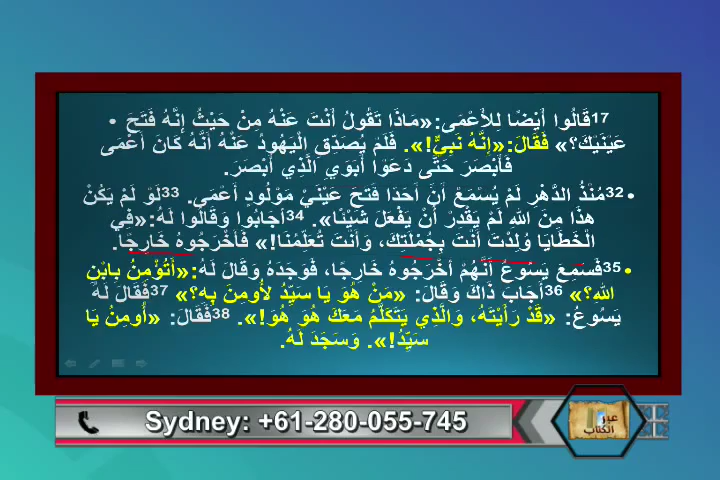 • 17قَالُوا أَيْضًا لِلأَعْمَى:«مَاذَا تَقُولُ أَنْتَ عَنْهُ مِنْ حَيْثُ إِنَّهُ فَتَحَ
عَيْنَيْكَ؟» فَقَالَ:«إِنَّهُ نَبِيٌّ!». فَلَمْ يُصَدِّقِ الْيَهُودُ عَنْهُ أَنَّهُ كَانَ أَعْمَى
فَأَبْصَرَ حَتَّى دَعَوْا أَبَوَيِ الَّذِي أَبْصَرَ.
• 32مُنْذُ الدَّهْرِ لَمْ يُسْمَعْ أَنَّ أَحَدًا فَتَحَ عَيْنَيْ مَوْلُودٍ أَعْمَى. 33لَوْ لَمْ يَكُنْ
هذَا مِنَ اللهِ لَمْ يَقْدِرْ أَنْ يَفْعَلَ شَيْئًا». 34أَجَابُوا وَقَالُوا لَهُ:«فِي
الْخَطَايَا وُلِدْتَ أَنْتَ بِجُمْلَتِكَ، وَأَنْتَ تُعَلِّمُنَا!» فَأَخْرَجُوهُ خَارِجًا.
• 35فَسَمِعَ يَسُوعُ أَنَّهُمْ أَخْرَجُوهُ خَارِجًا، فَوَجَدَهُ وَقَالَ لَهُ:«أَتُؤْمِنُ بِابْنِ
اللهِ؟» 36أَجَابَ ذَاكَ وَقَالَ: «مَنْ هُوَ يَا سَيِّدُ لأُومِنَ بِهِ؟» 37فَقَالَ لَهُ
يَسُوعُ: «قَدْ رَأَيْتَهُ، وَالَّذِي يَتَكَلَّمُ مَعَكَ هُوَ هُوَ!». 38فَقَالَ: «أُومِنُ يَا
سَيِّدُ!». وَسَجَدَ لَهُ.
Sydney: +61-280-055-745
عبر
الكتاب